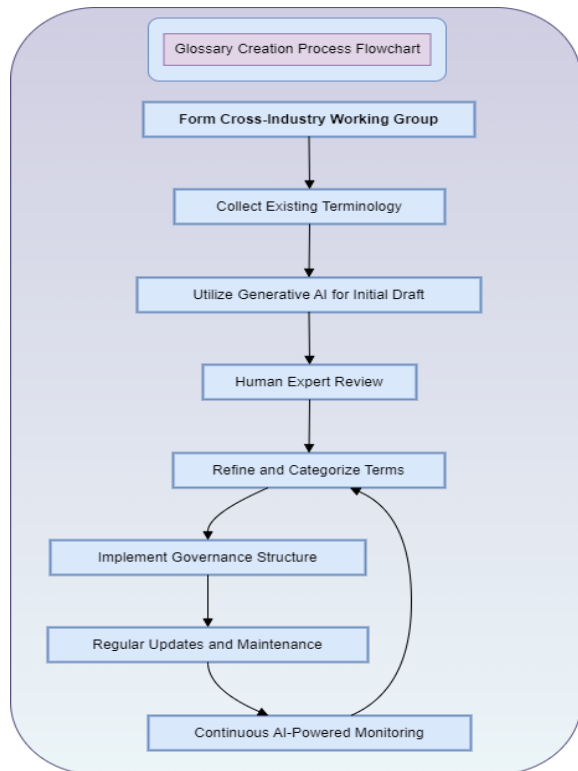 Glossary Creation Process Flowchart
Form Cross-Industry Working Group
Collect Existing Terminology
Utilize Generative AI for Initial Draft
Human Expert Review
Refine and Categorize Terms
Implement Governance Structure
Regular Updates and Maintenance
Continuous AI-Powered Monitoring